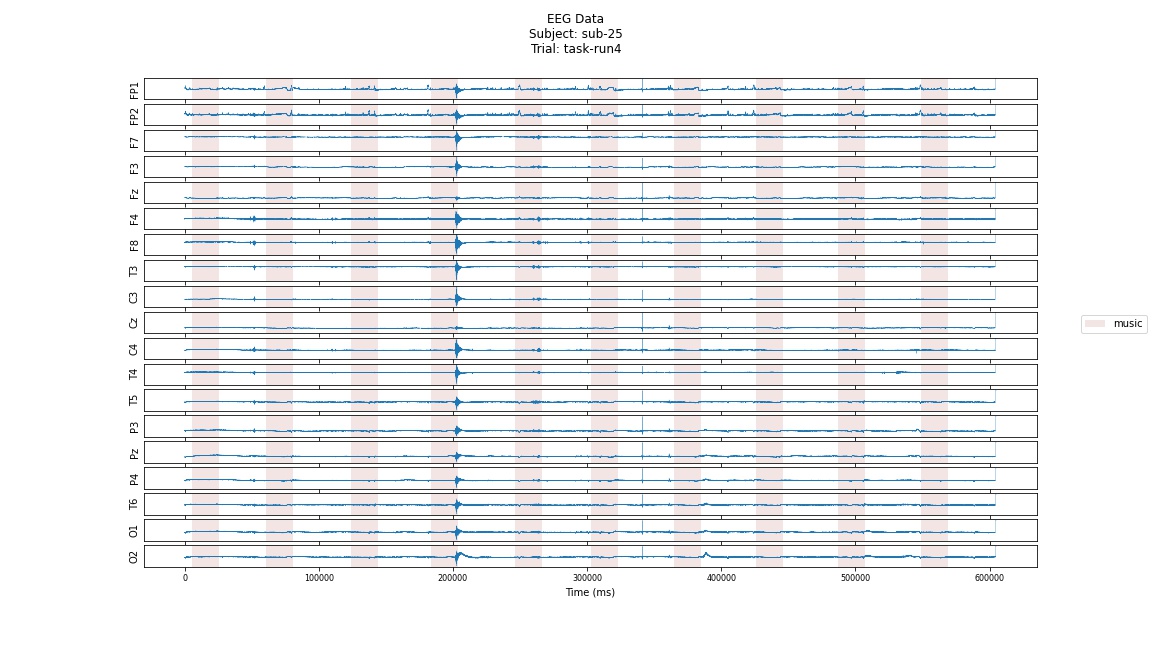 EEG Data
Subject: sub-25
Trial: task-run4
FP1
FP2
F7
F3
Fz
F4
F8
T3
C3
Cz
C4
T4
T5
P3
Pz
P4
T6
O1
O2
music
0 100000 200000 300000 400000 500000 600000
Time (ms)